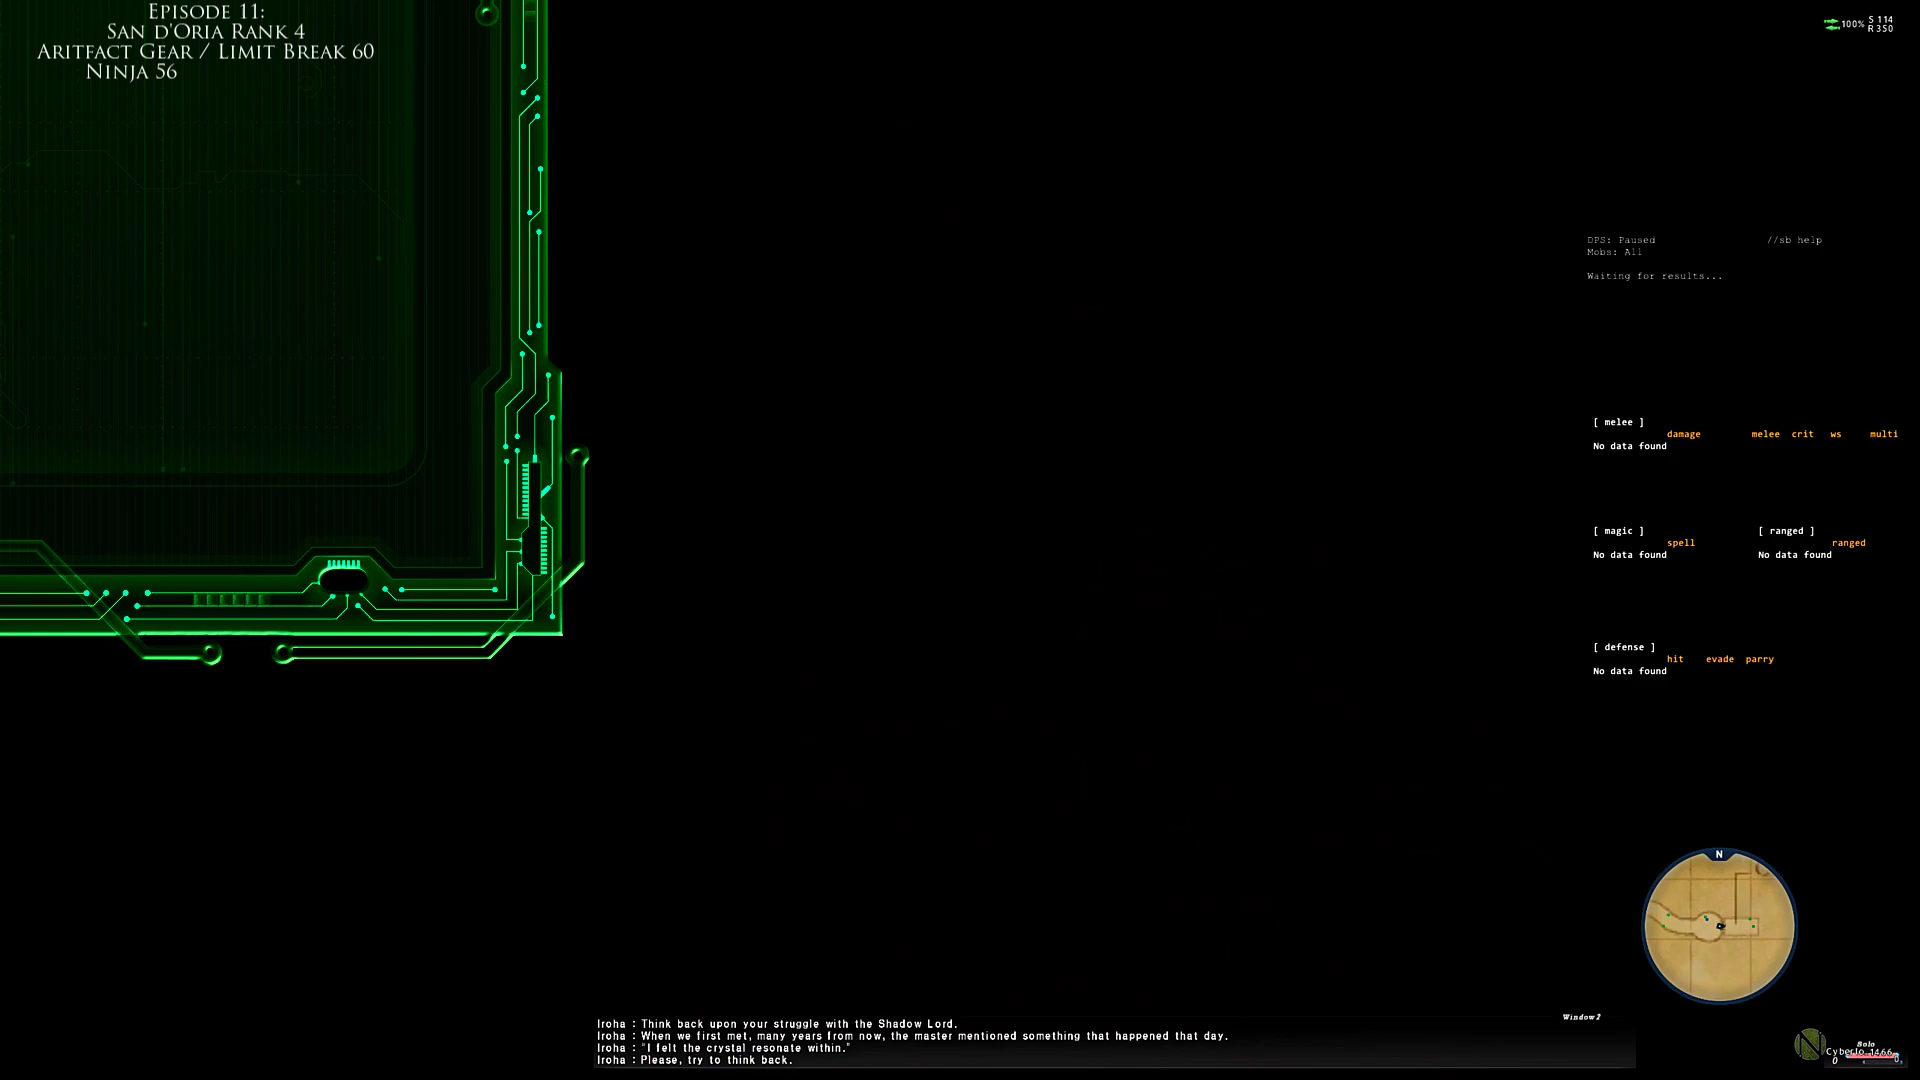 Episode 11:
San d'Oria Rank 4
Aritfact Gear / Limit Break 60
Ninja 56
100% S 114
R 350
DPS: Paused //sb help
Mobs: All
Waiting for results...
[ melee ]
damage melee crit ws multi
No data found
[ magic ] [ ranged ]
spell ranged
No data found No data found
[ defense ]
hit evade parry
No data found
N
Iroha : Think back upon your struggle with the Shadow Lord.
Iroha : When we first met, many years from now, the master mentioned something that happened that day.
Iroha : "I felt the crystal resonate within."
Iroha : Please, try to think back.
Window2
Solo
Cyberlo 1466
0